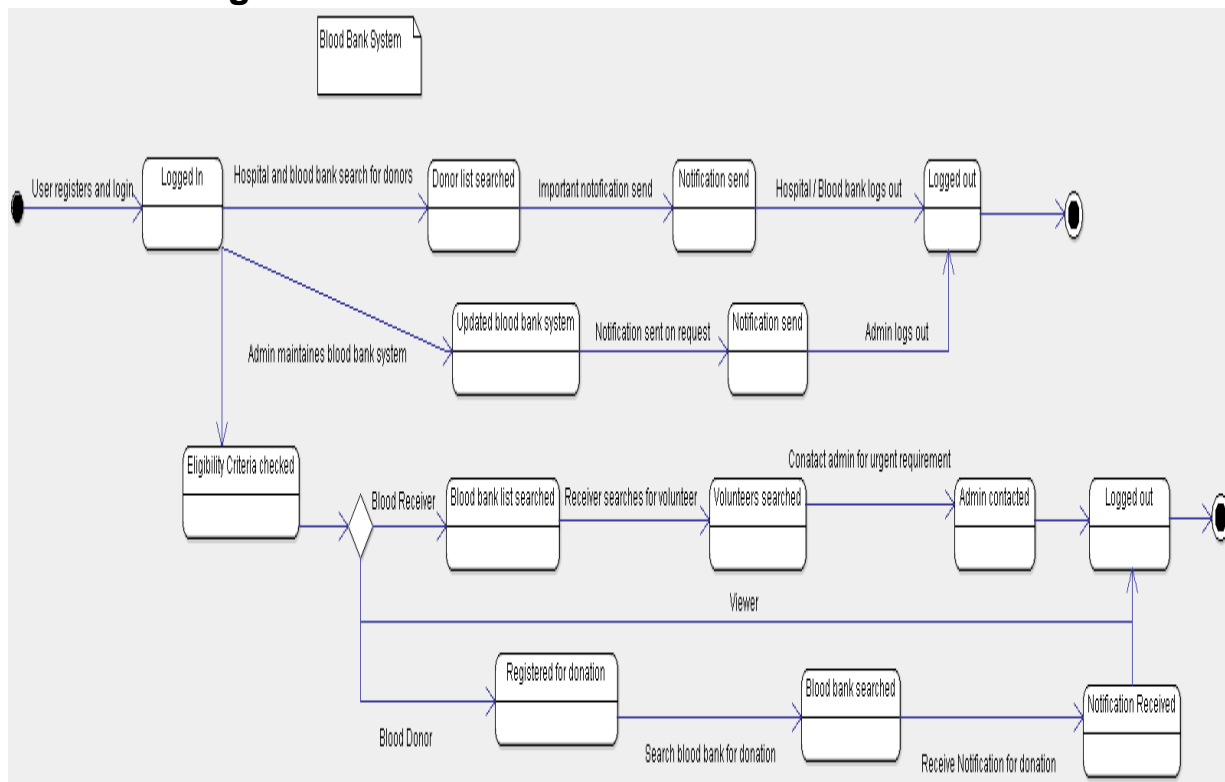 Blood Bank System
User registers and login
Logged In
Hospital and blood bank search for donors
Donor list searched
Important notofication send
Notification send
Hospital / Blood bank logs out
Logged out
Admin maintaines blood bank system
Updated blood bank system
Notification sent on request
Notification send
Admin logs out
Eligibility Criteria checked
Blood Receiver
Blood bank list searched
Receiver searches for volunteer
Volunteers searched
Conatact admin for urgent requirement
Admin contacted
Logged out
Viewer
Blood Donor
Registered for donation
Search blood bank for donation
Blood bank searched
Receive Notification for donation
Notification Received